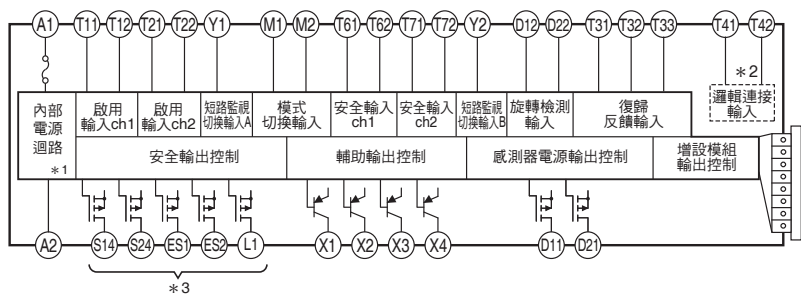 A1 T11 T12 T21 T22 Y1 M1 M2 T61 T62 T71 T72 Y2 D12 D22 T31 T32 T33 T41 T42
＊2
內部
電源
迴路
＊1
啟用
輸入ch1
啟用
輸入ch2
短路監視
切換輸入A
模式
切換輸入
安全輸入
ch1
安全輸入
ch2
短路監視
切換輸入B
旋轉檢測
輸入
復歸
反饋輸入
邏輯連接
輸入
安全輸出控制
輔助輸出控制
感測器電源輸出控制
增設模組
輸出控制
A2 S14 S24 ES1 ES2 L1 X1 X2 X3 X4 D11 D21
＊3